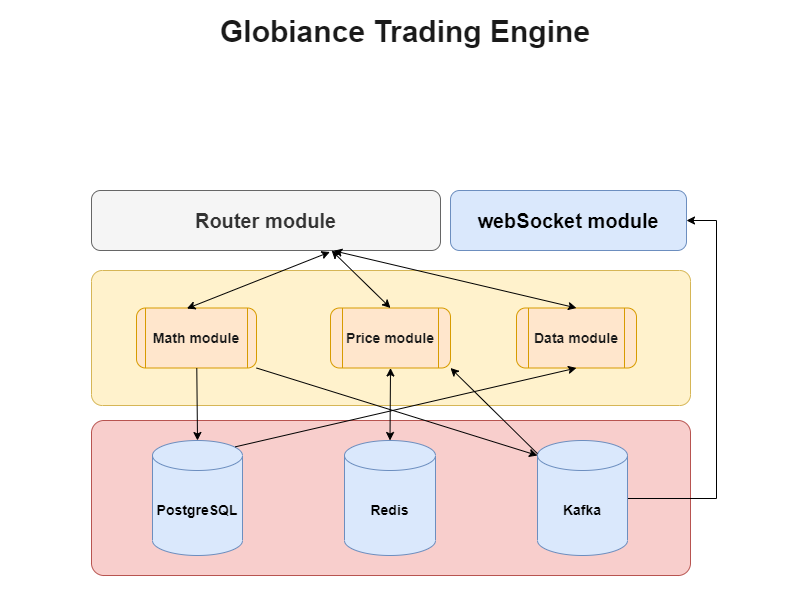 Globiance Trading Engine
Router module
webSocket module
Math module
Price module
Data module
PostgreSQL
Redis
Kafka